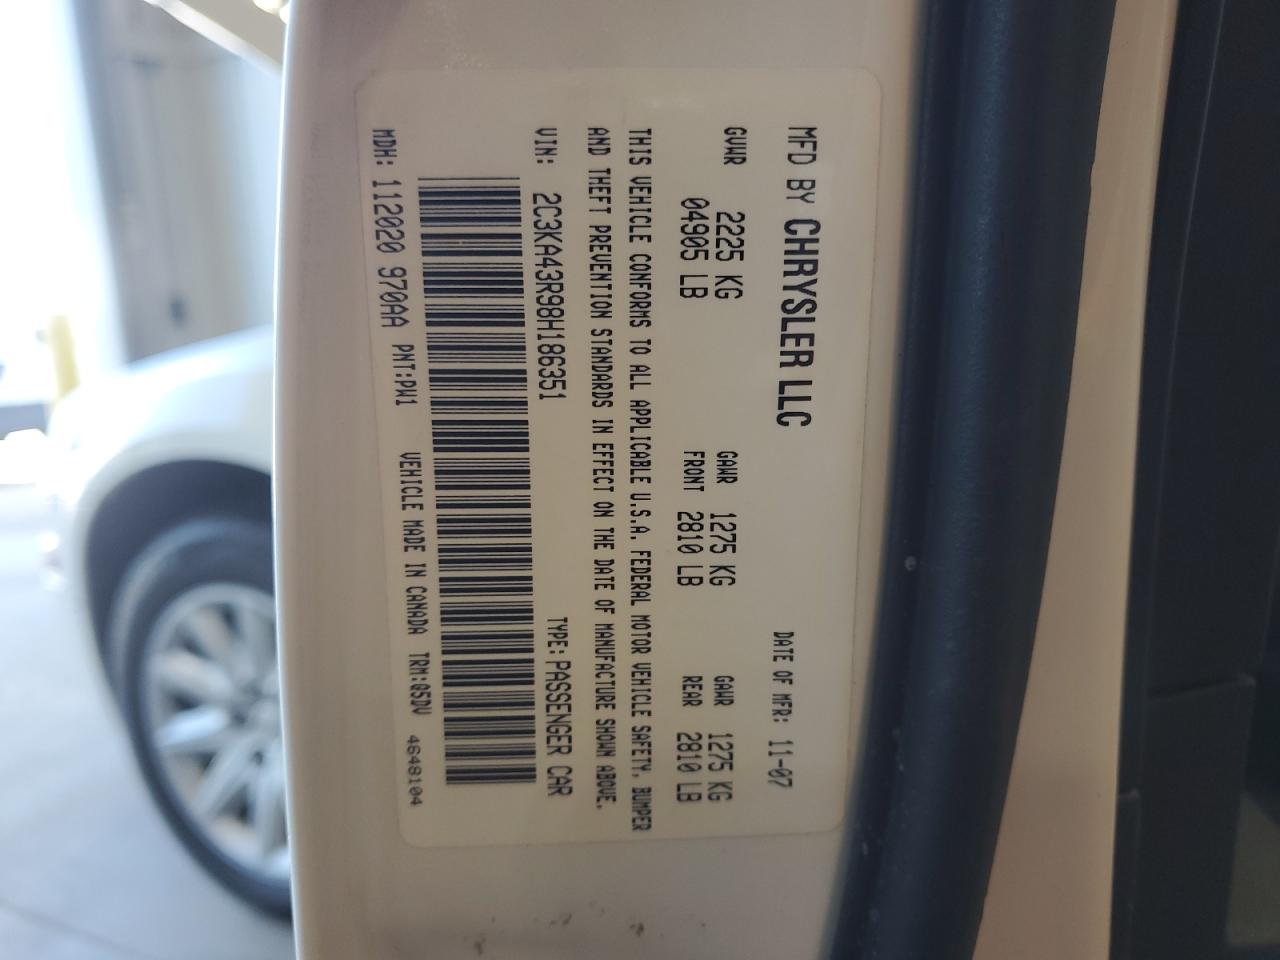 MFD BY CHRYSLER LLC DATE OF MFR: 11-07
GVWR 2225 KG GAWR 1275 KG GAWR 1275 KG
04905 LB FRONT 2810 LB REAR 2810 LB
THIS VEHICLE CONFORMS TO ALL APPLICABLE U.S.A. FEDERAL MOTOR VEHICLE SAFETY, BUMPER
AND THEFT PREVENTION STANDARDS IN EFFECT ON THE DATE OF MANUFACTURE SHOWN ABOVE.
VIN: 2C3KA43R98H186351 TYPE: PASSENGER CAR
MDH: 112020 970AA PNT:PW1 VEHICLE MADE IN CANADA TRM:@5DV 4648104